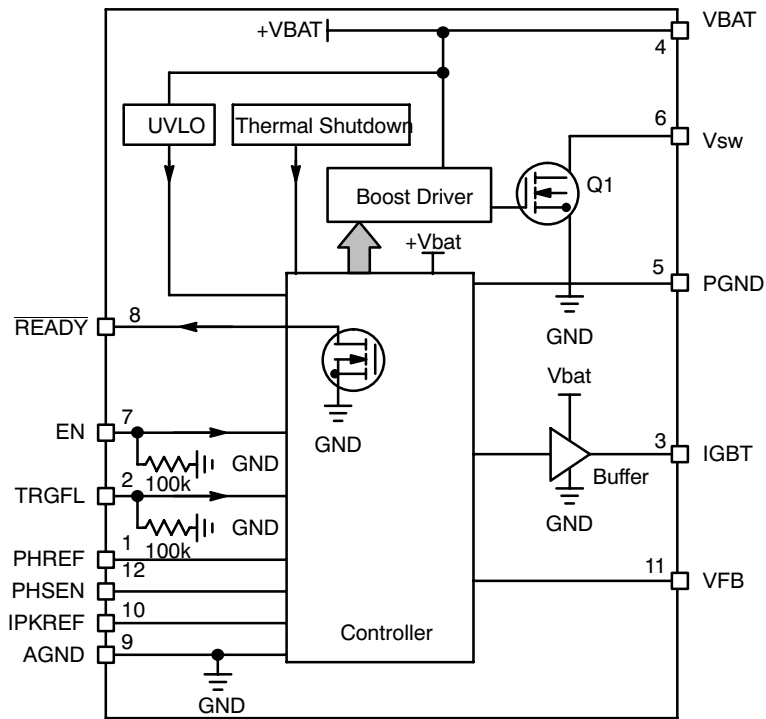 +VBAT
VBAT
4
UVLO
Thermal Shutdown
6
Vsw
Boost Driver
Q1
+Vbat
5
PGND
GND
READY
8
GND
Vbat
EN
7
GND
100k
3
IGBT
Buffer
TRGFL
2
GND
100k
GND
PHREF
1
PHSEN
12
11
VFB
IPKREF
10
Controller
AGND
9
GND